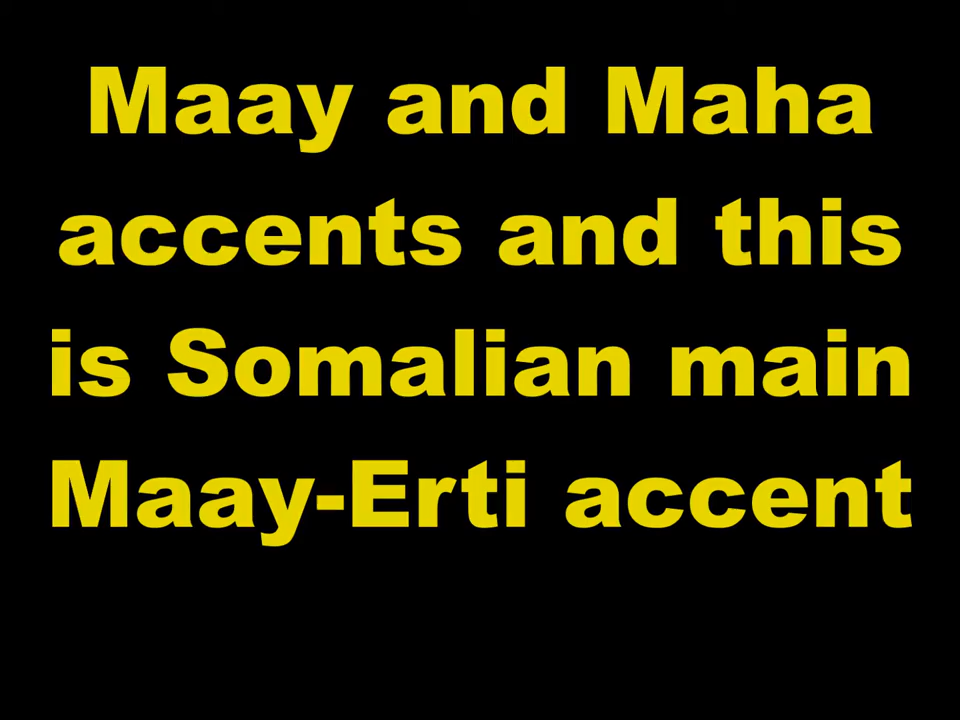 Maay and Maha
accents and this
is Somalian main
Maay-Erti accent